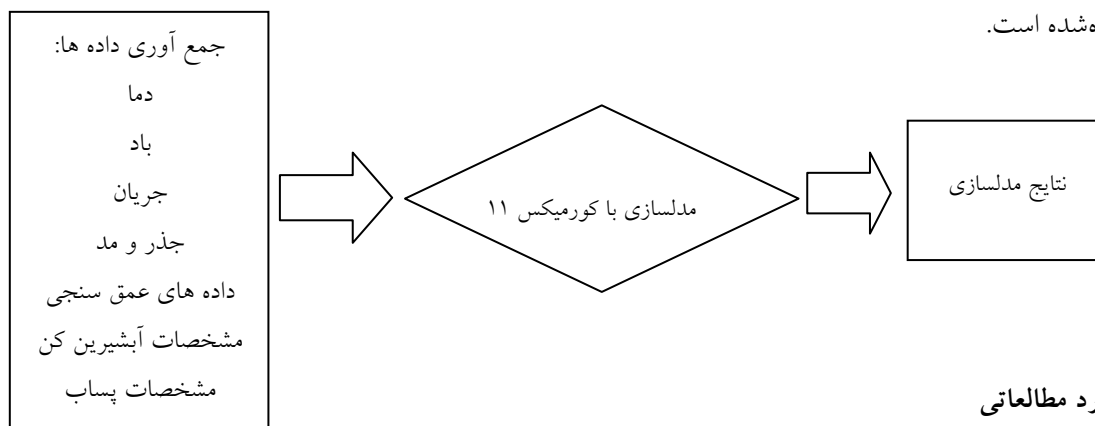 ه‌شده است.
جمع آوری داده ها:
دما
باد
جریان
جذر و مد
داده های عمق سنجی
مشخصات آبشیرین کن
مشخصات پساب
مدلسازی با کورمیکس ۱۱
نتایج مدلسازی
رد مطالعاتی